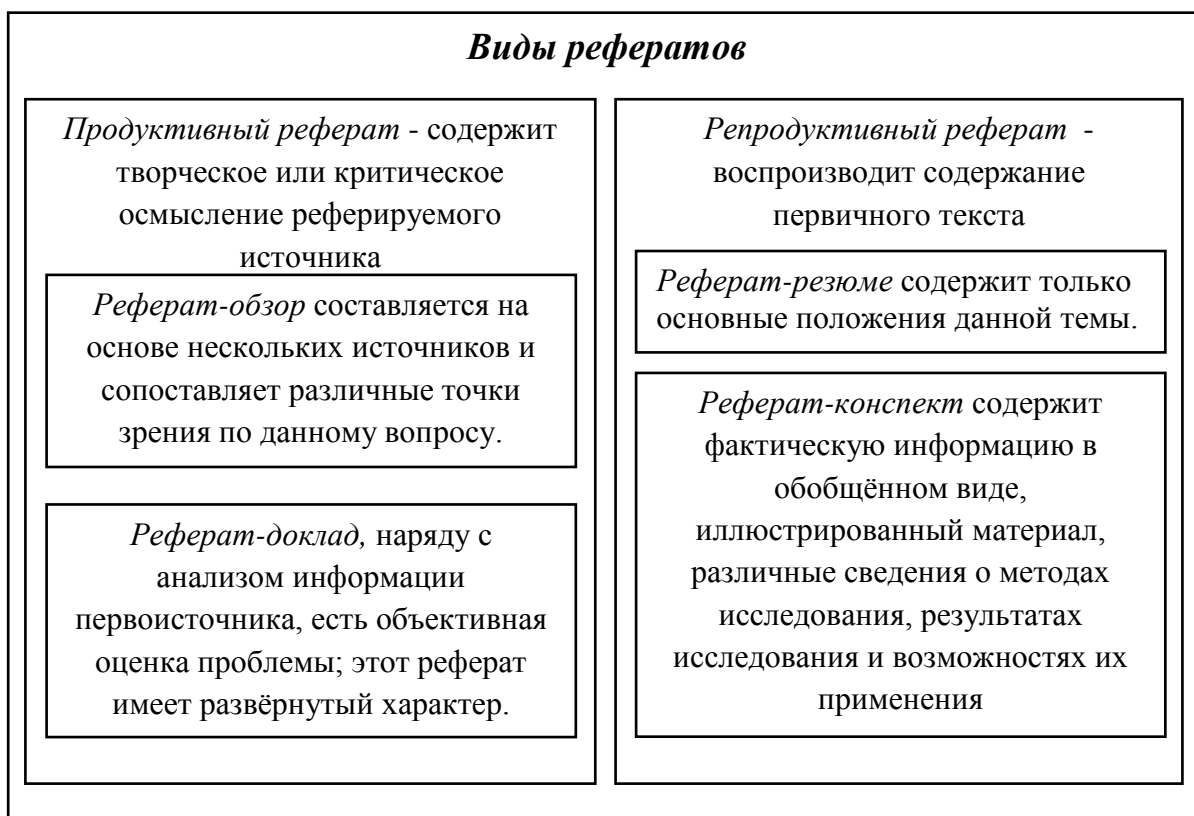 Виды рефератов
Продуктивный реферат - содержит
творческое или критическое
осмысление реферируемого
источника
Реферат-обзор составляется на
основе нескольких источников и
сопоставляет различные точки
зрения по данному вопросу.
Реферат-доклад, наряду с
анализом информации
первоисточника, есть объективная
оценка проблемы; этот реферат
имеет развёрнутый характер.
Репродуктивный реферат -
воспроизводит содержание
первичного текста
Реферат-резюме содержит только
основные положения данной темы.
Реферат-конспект содержит
фактическую информацию в
обобщённом виде,
иллюстрированный материал,
различные сведения о методах
исследования, результатах
исследования и возможностях их
применения